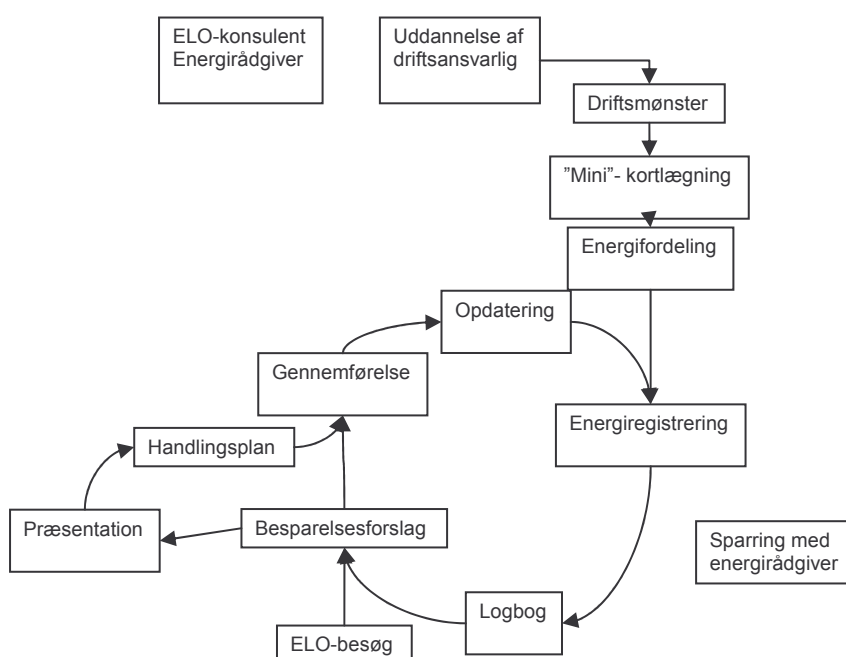 ELO-konsulent
Energirådgiver
Uddannelse af
driftsansvarlig
Driftsmønster
”Mini”- kortlægning
Energifordeling
Opdatering
Gennemførelse
Energiregistrering
Handlingsplan
Præsentation
Besparelsesforslag
Sparring med
energirådgiver
Logbog
ELO-besøg